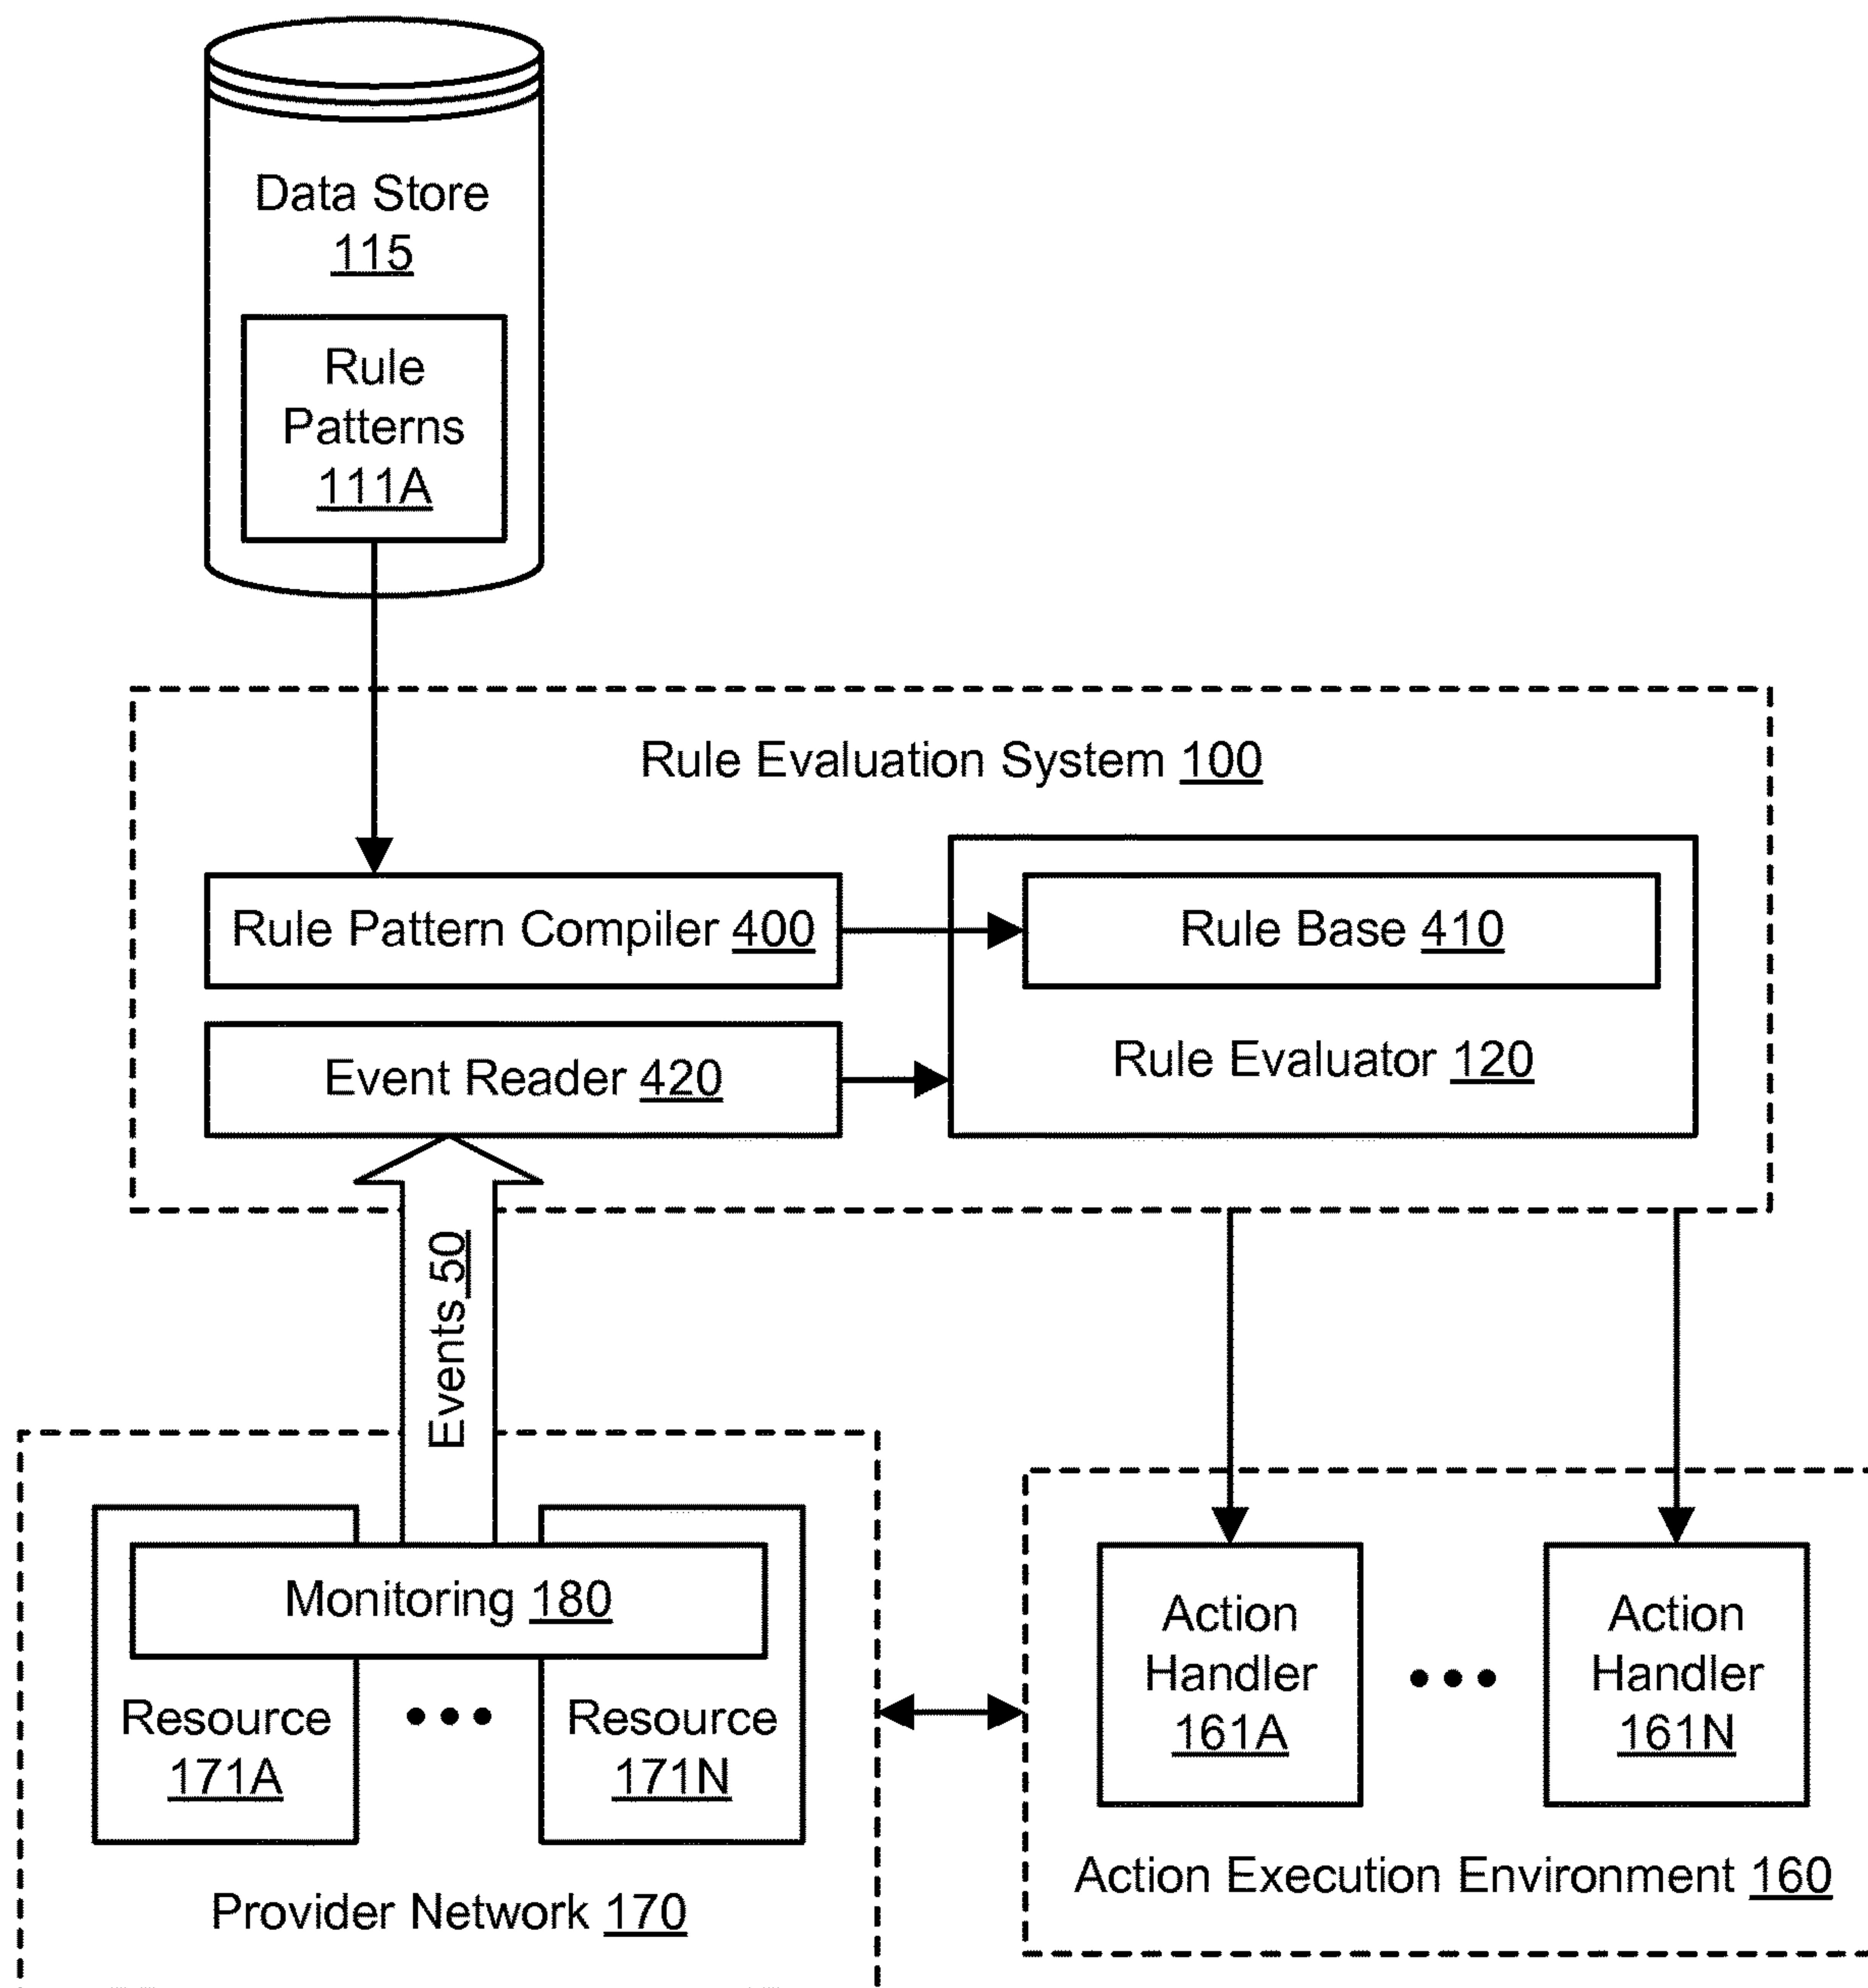 Data Store
115
Rule
Patterns
111A
Rule Evaluation System 100
Rule Pattern Compiler 400
Rule Base 410
Event Reader 420
Rule Evaluator 120
Events 50
Monitoring 180
Resource
171A
•••
Resource
171N
Provider Network 170
Action
Handler
161A
•••
Action
Handler
161N
Action Execution Environment 160